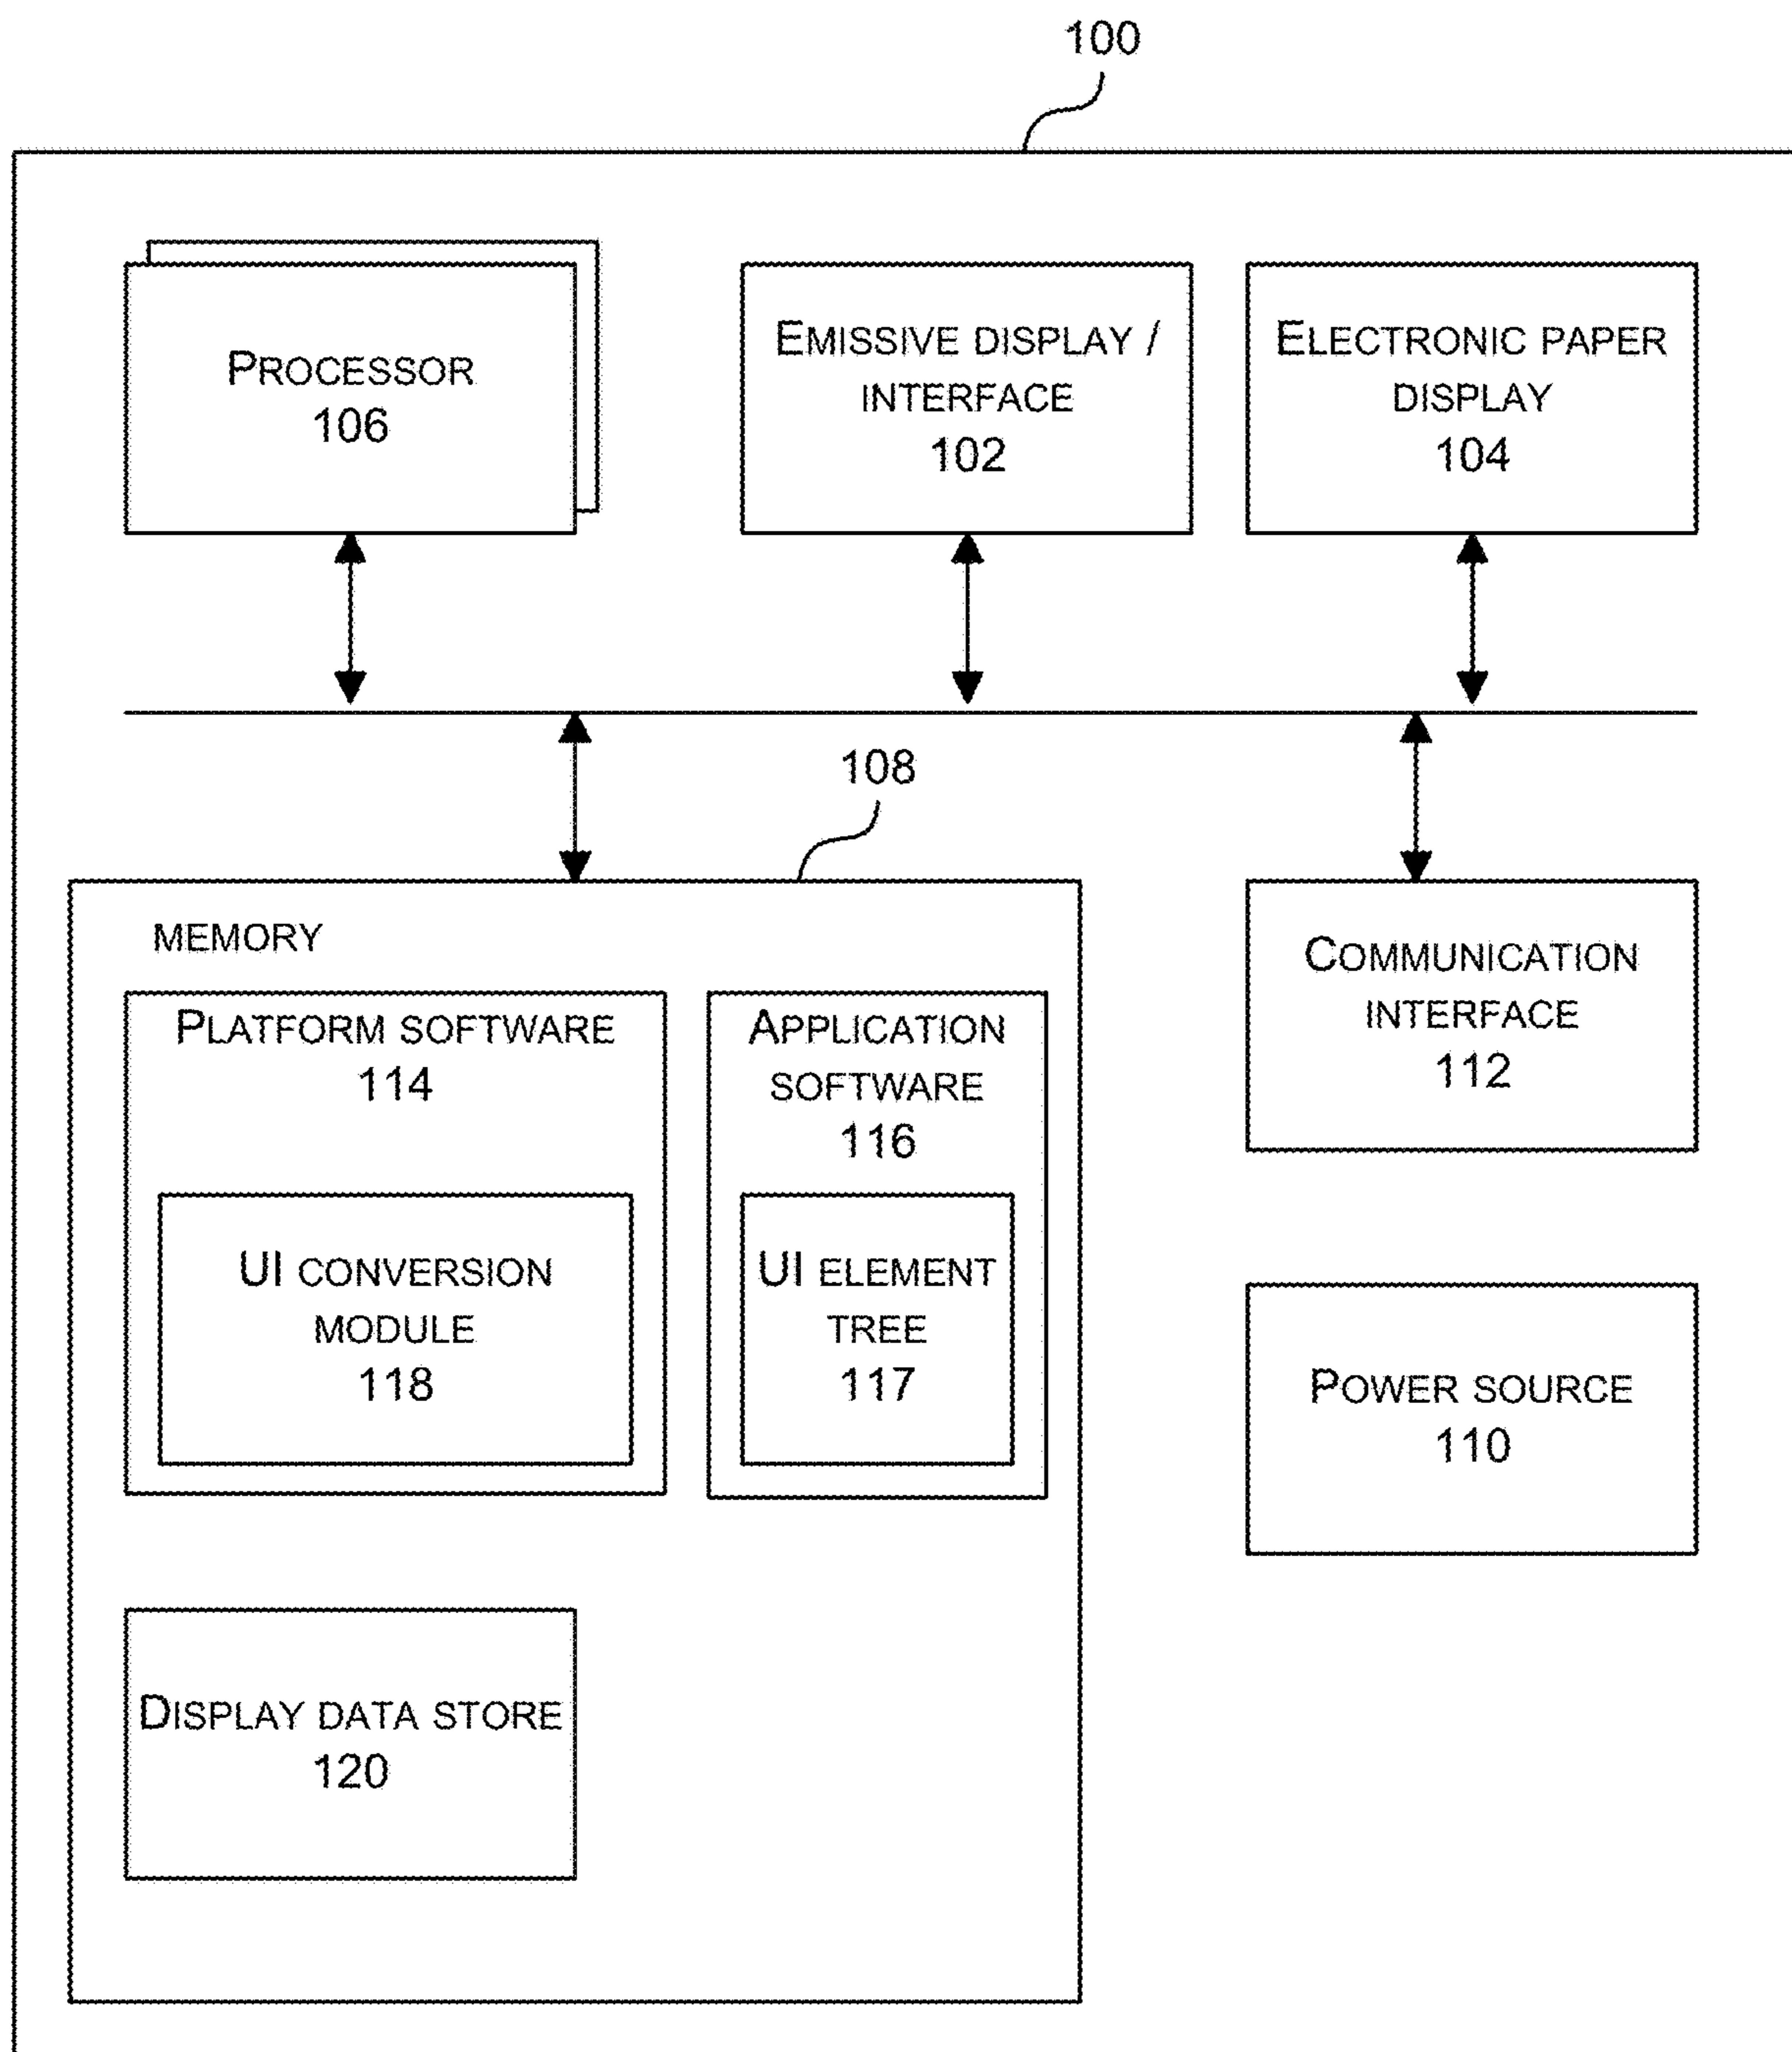 100
PROCESSOR
106
EMISSIVE DISPLAY /
INTERFACE
102
ELECTRONIC PAPER
DISPLAY
104
108
MEMORY
PLATFORM SOFTWARE
114
UI CONVERSION
MODULE
118
APPLICATION
SOFTWARE
116
UI ELEMENT
TREE
117
DISPLAY DATA STORE
120
COMMUNICATION
INTERFACE
112
POWER SOURCE
110